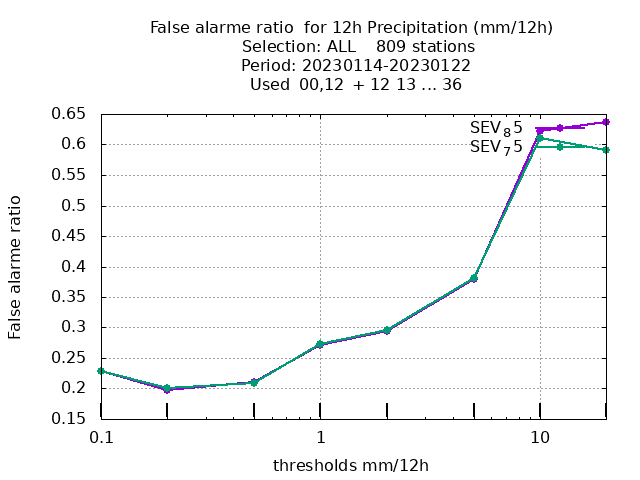 False alarme ratio  for 12h Precipitation (mm/12h)
Selection: ALL    809 stations
Period: 20230114-20230122
Used  00,12  + 12 13 ... 36
SEV₈5
SEV₇5
False alarme ratio
0.65
0.6
0.55
0.5
0.45
0.4
0.35
0.3
0.25
0.2
0.15
0.1 1 10
thresholds mm/12h